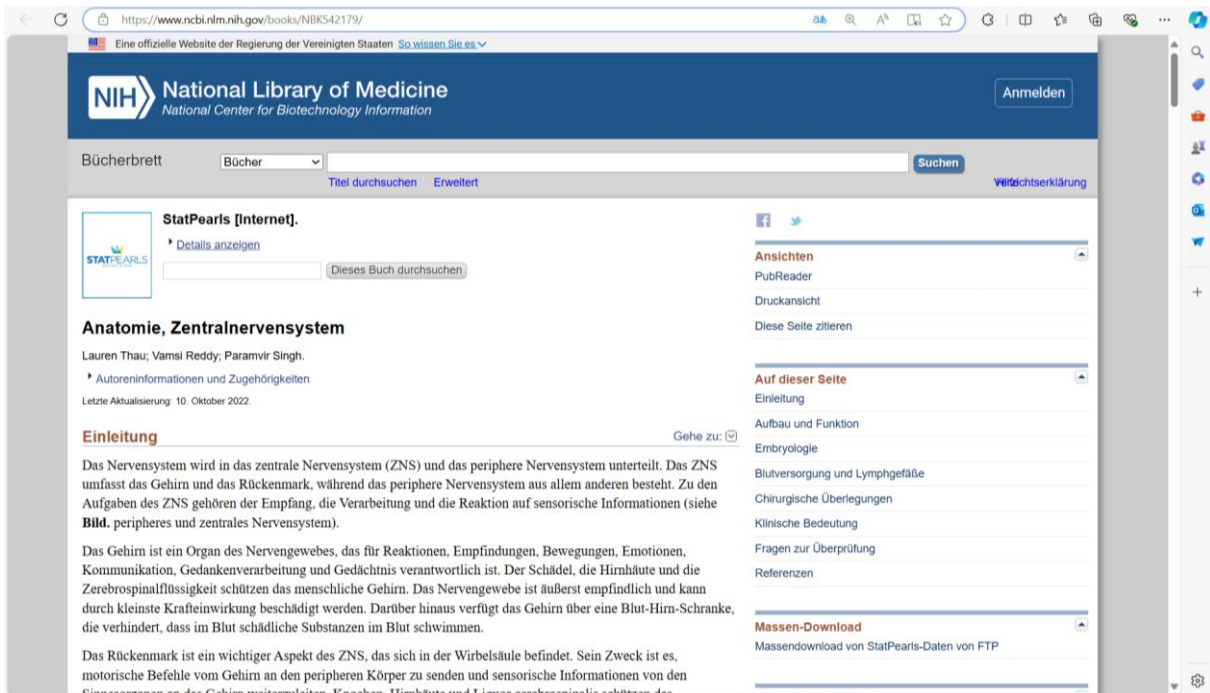 https://www.ncbi.nlm.nih.gov/books/NBK542179/
Eine offizielle Website der Regierung der Vereinigten Staaten So wissen Sie es
NIH National Library of Medicine
National Center for Biotechnology Information
Anmelden
Bücherbrett
Bücher
Suchen
Titel durchsuchen Erweitert
StatPearls [Internet].
Details anzeigen
STATPEARLS
Dieses Buch durchsuchen
Anatomie, Zentralnervensystem
Lauren Thau; Vamsi Reddy; Paramvir Singh.
Autoreninformationen und Zugehörigkeiten
Letzte Aktualisierung: 10. Oktober 2022.
Einleitung
Gehe zu:
Das Nervensystem wird in das zentrale Nervensystem (ZNS) und das periphere Nervensystem unterteilt. Das ZNS
umfasst das Gehirn und das Rückenmark, während das periphere Nervensystem aus allem anderen besteht. Zu den
Aufgaben des ZNS gehören der Empfang, die Verarbeitung und die Reaktion auf sensorische Informationen (siehe
Bild. peripheres und zentrales Nervensystem).
Das Gehirn ist ein Organ des Nervengewebes, das für Reaktionen, Empfindungen, Bewegungen, Emotionen,
Kommunikation, Gedankenverarbeitung und Gedächtnis verantwortlich ist. Der Schädel, die Hirnhäute und die
Zerebrospinalflüssigkeit schützen das menschliche Gehirn. Das Nervengewebe ist äußerst empfindlich und kann
durch kleinste Krafteinwirkung beschädigt werden. Darüber hinaus verfügt das Gehirn über eine Blut-Hirn-Schranke,
die verhindert, dass im Blut schädliche Substanzen im Blut schwimmen.
Das Rückenmark ist ein wichtiger Aspekt des ZNS, das sich in der Wirbelsäule befindet. Sein Zweck ist es,
motorische Befehle vom Gehirn an den peripheren Körper zu senden und sensorische Informationen von den
Ansichten
PubReader
Druckansicht
Diese Seite zitieren
Auf dieser Seite
Einleitung
Aufbau und Funktion
Embryologie
Blutversorgung und Lymphgefäße
Chirurgische Überlegungen
Klinische Bedeutung
Fragen zur Überprüfung
Referenzen
Massen-Download
Massendownload von StatPearls-Daten von FTP